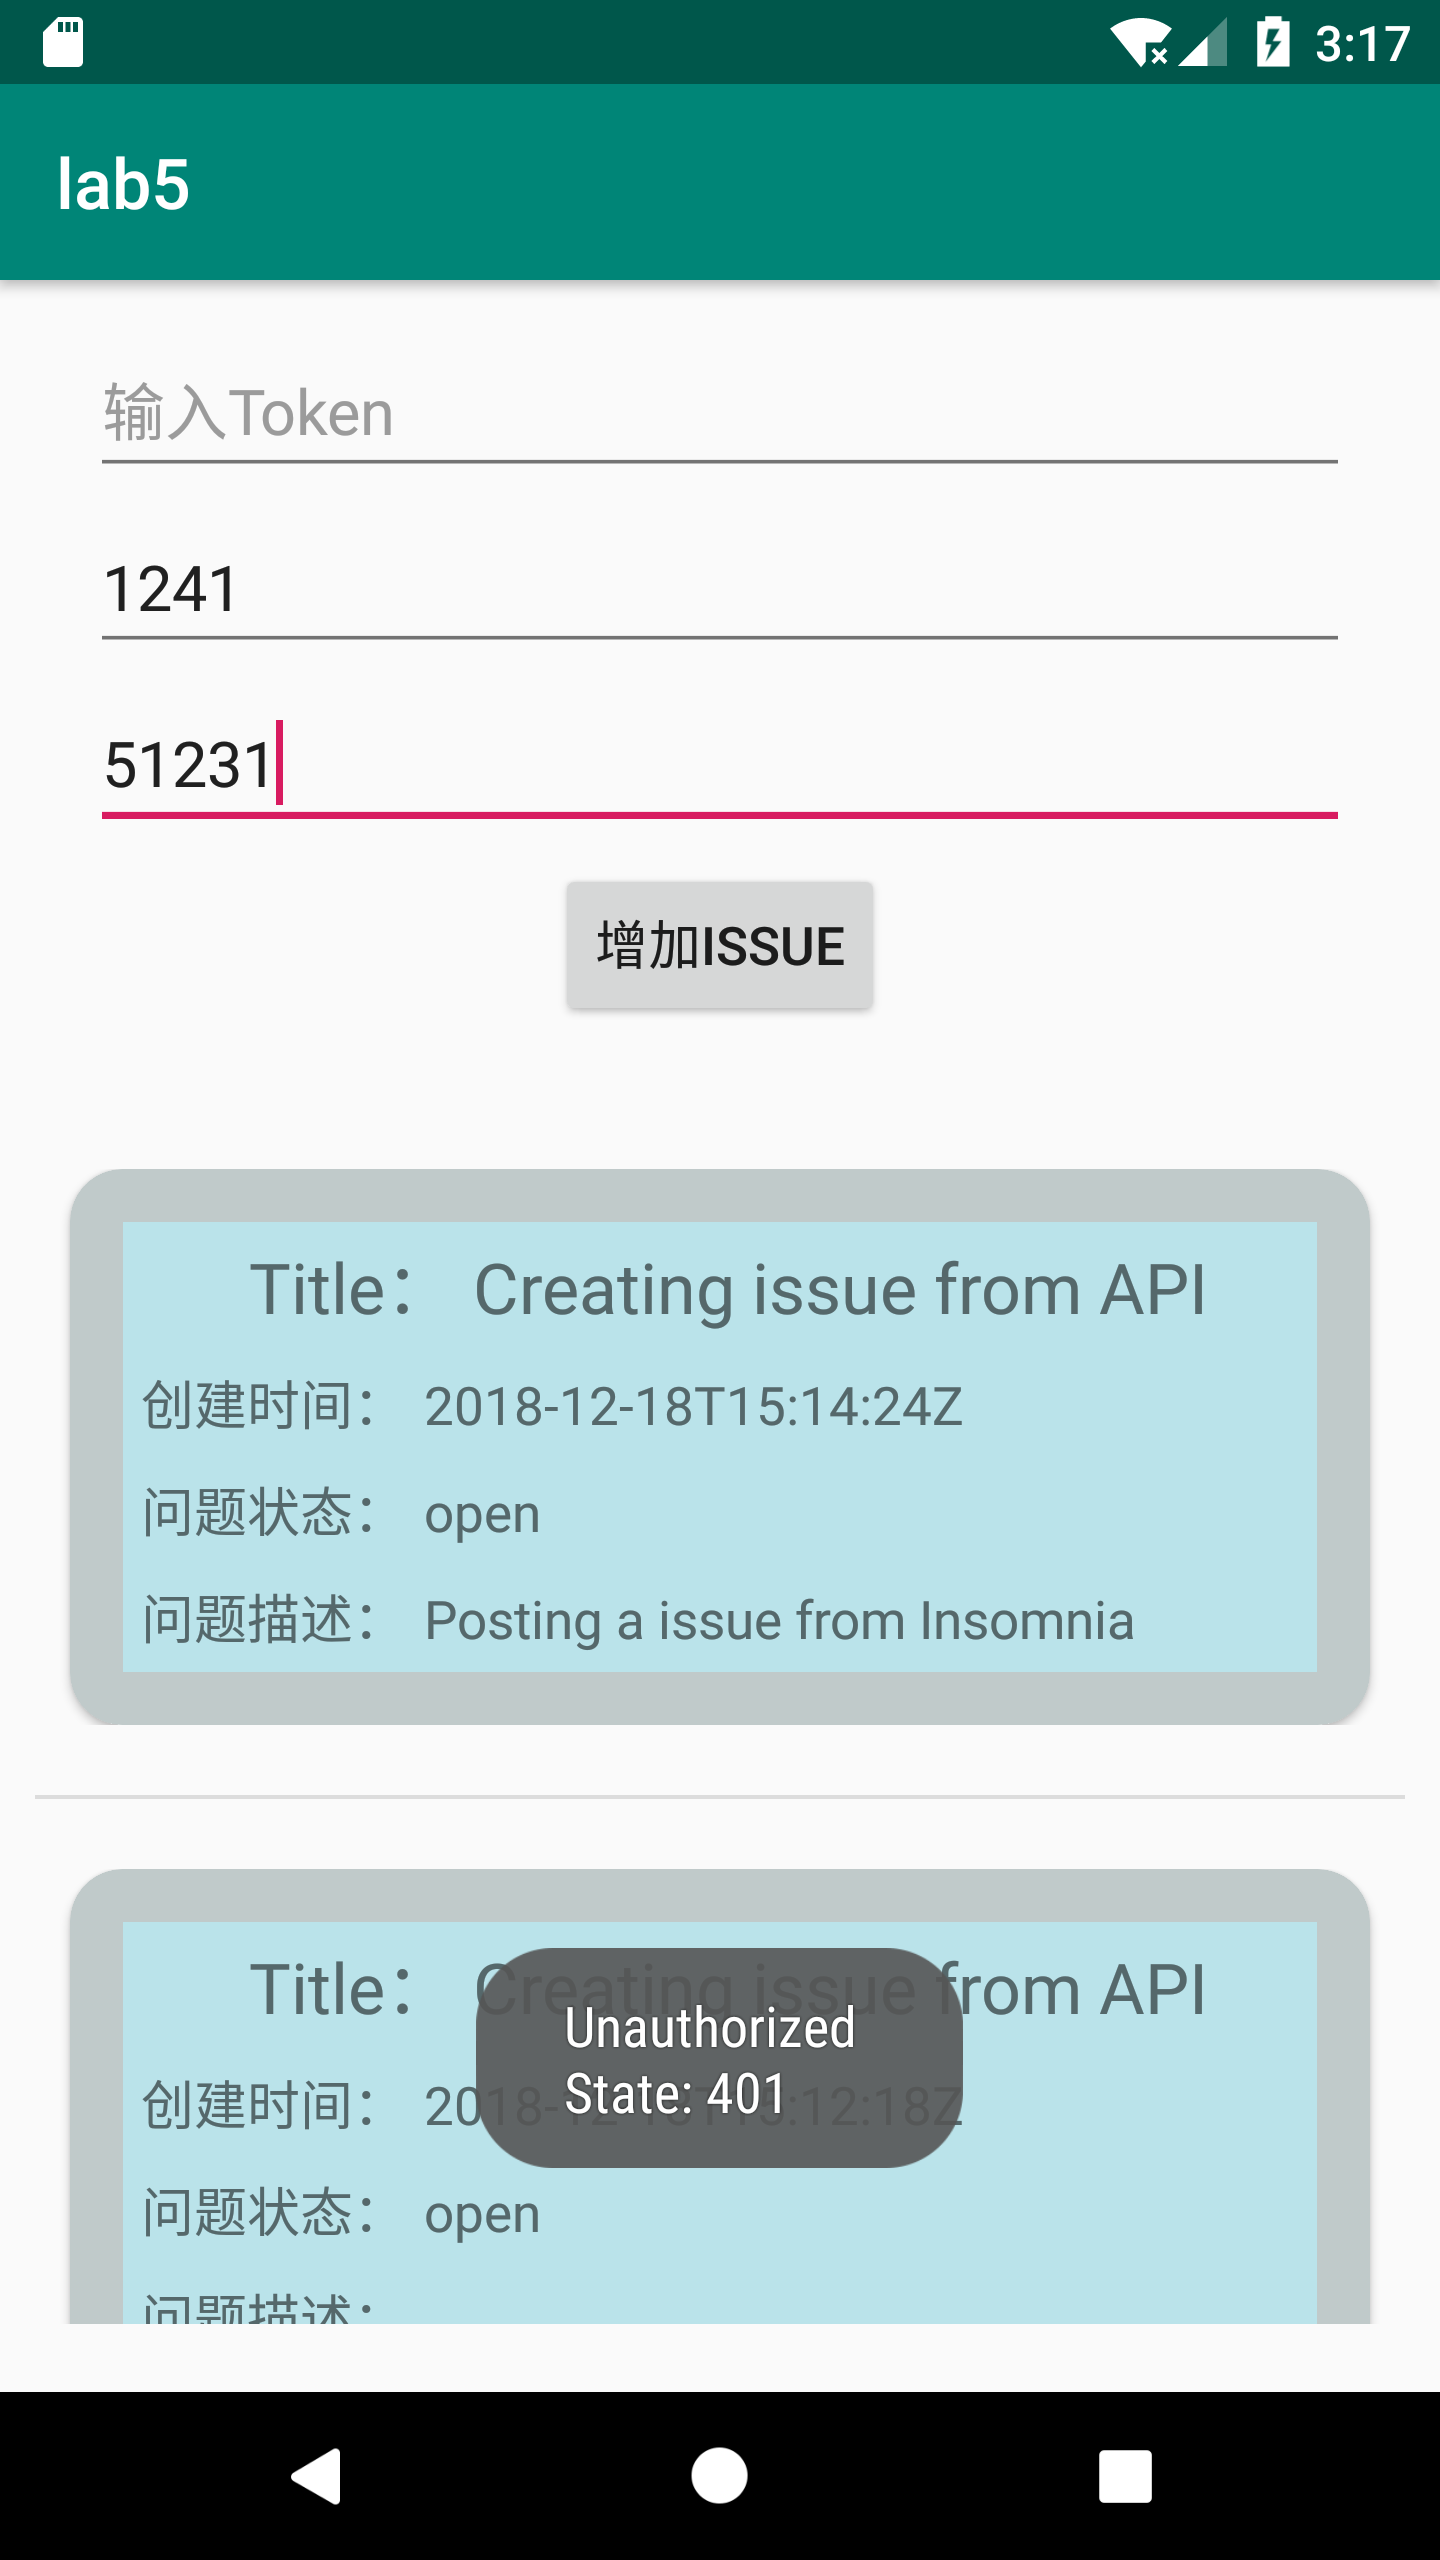 3:17
lab5
输入Token
1241
51231
增加ISSUE
Title： Creating issue from API
创建时间： 2018-12-18T15:14:24Z
问题状态： open
问题描述： Posting a issue from Insomnia
Title： Creating issue from API
Unauthorized
State: 401
创建时间： 2018-12-18T15:12:18Z
问题状态： open
问题描述：